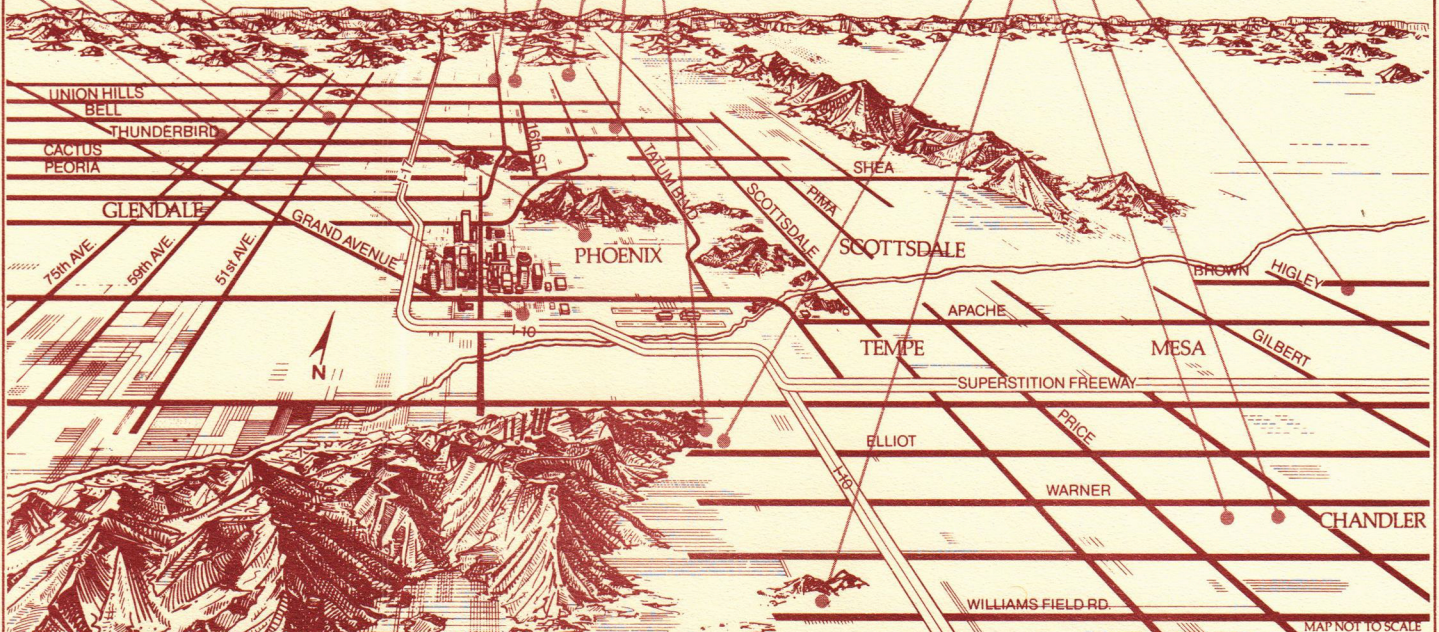 UNION HILLS
BELL
THUNDERBIRD
CACTUS
PEORIA
I-17
16th St.
TATUM BLVD.
SHEA
PIMA
SCOTTSDALE
GLENDALE
GRAND AVENUE
75th AVE.
59th AVE.
51st AVE.
PHOENIX
SCOTTSDALE
BROWN
HIGLEY
I-10
APACHE
N
TEMPE
MESA
GILBERT
SUPERSTITION FREEWAY
PRICE
ELLIOT
I-10
WARNER
CHANDLER
WILLIAMS FIELD RD.
MAP NOT TO SCALE